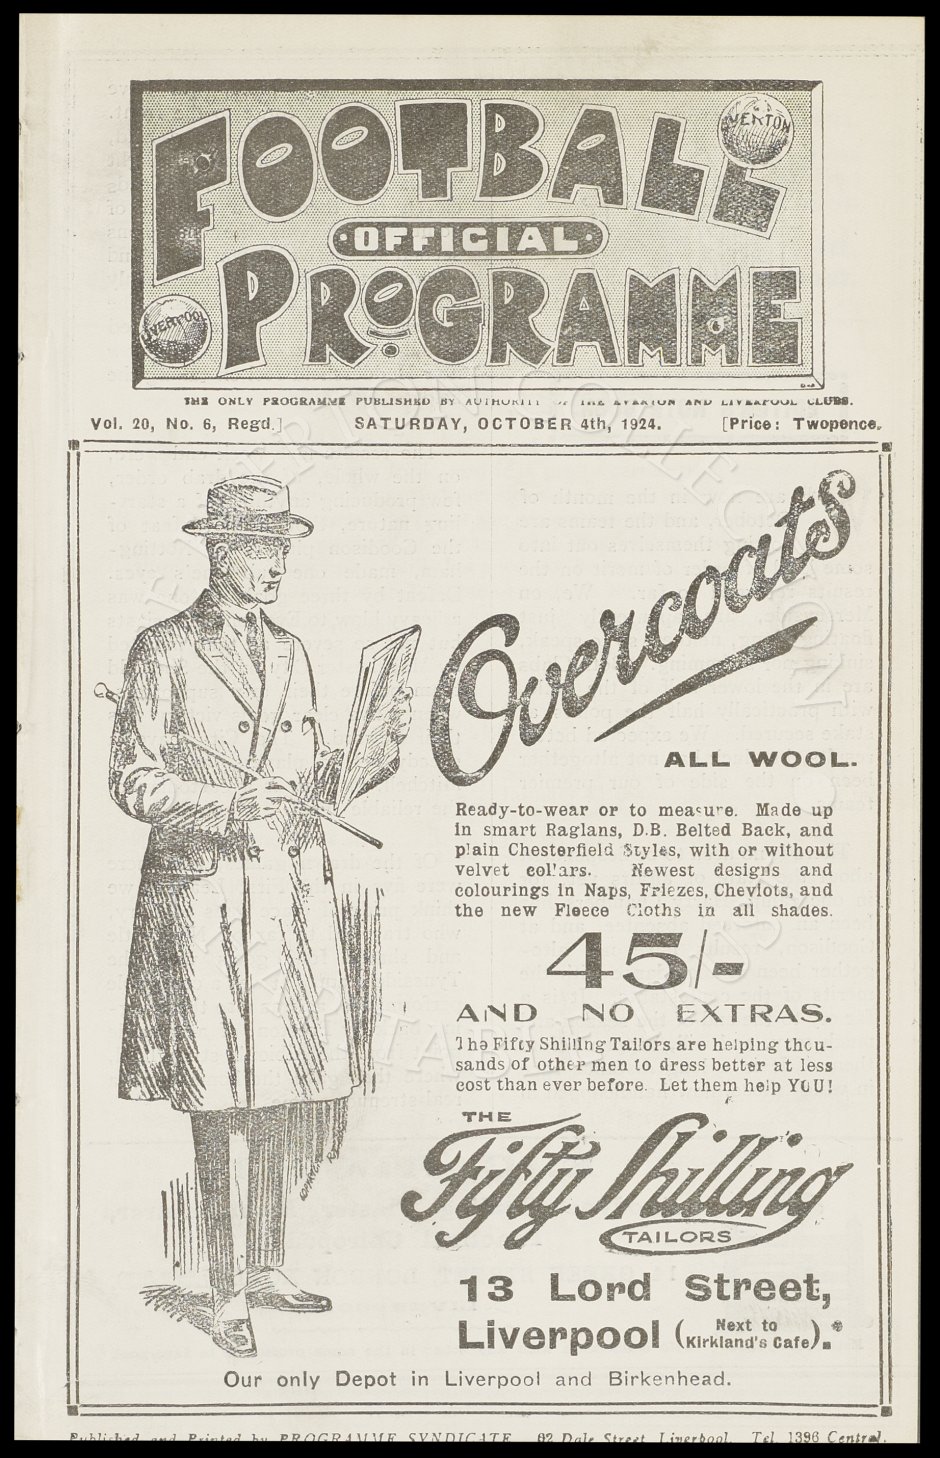 FOOTBALL
EVERTON
OFFICIAL
PROGRAMME
LIVERPOOL
THE ONLY PROGRAMME PUBLISHED BY AUTHORITY OF THE EVERTON AND LIVERPOOL CLUBS.
Vol. 20, No. 6, Regd.] SATURDAY, OCTOBER 4th, 1924. [Price: Twopence.
Overcoats
ALL WOOL.
Ready-to-wear or to measure. Made up
in smart Raglans, D.B. Belted Back, and
plain Chesterfield Styles, with or without
velvet collars. Newest designs and
colourings in Naps, Friezes, Cheviots, and
the new Fleece Cloths in all shades.
45/-
AND NO EXTRAS.
The Fifty Shilling Tailors are helping thou-
sands of other men to dress better at less
cost than ever before. Let them help YOU!
THE
Fifty Shilling
TAILORS
13 Lord Street,
Liverpool (Next to Kirkland's Cafe).
Our only Depot in Liverpool and Birkenhead.
Published and Printed by PROGRAMME SYNDICATE, 62 Dale Street, Liverpool. Tel. 1396 Central.
EVERTON COLLECTION
CHARITABLE TRUST